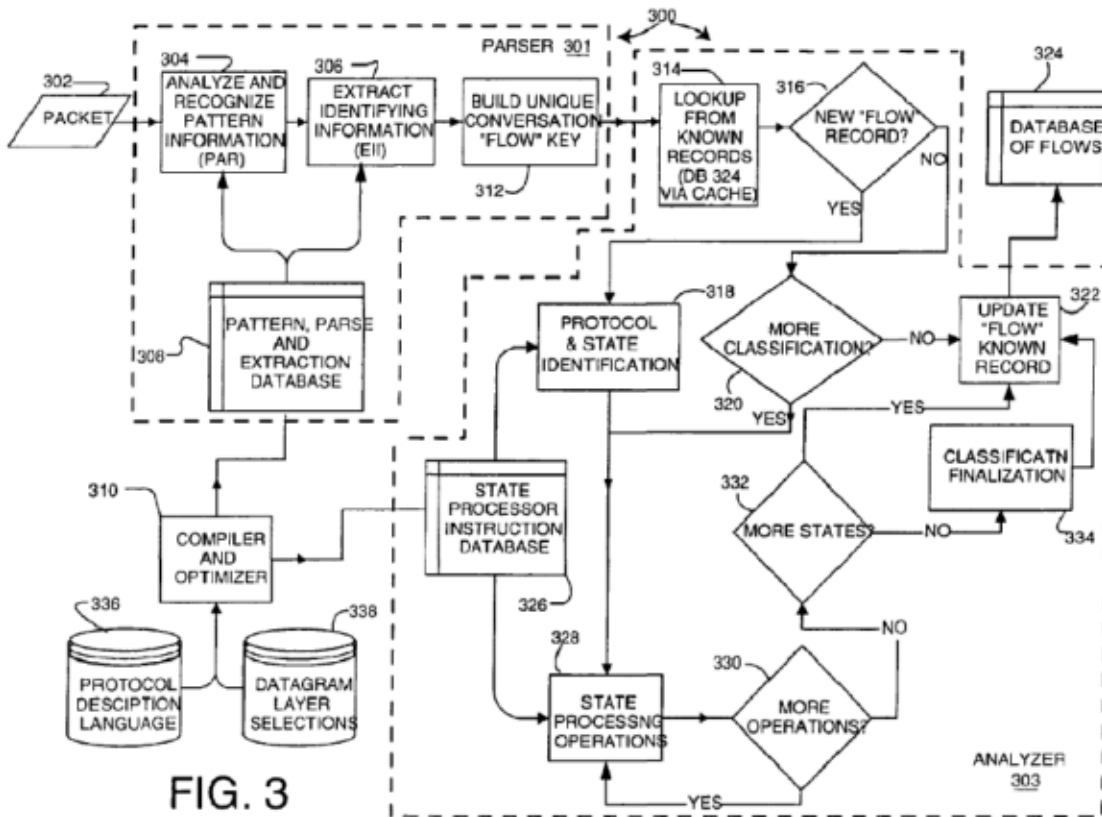 300
PARSER 301
302
PACKET
304
ANALYZE AND
RECOGNIZE
PATTERN
INFORMATION
(PAR)
306
EXTRACT
IDENTIFYING
INFORMATION
(EII)
BUILD UNIQUE
CONVERSATION
"FLOW" KEY
312
314
LOOKUP
FROM
KNOWN
RECORDS
(DB 324
VIA CACHE)
316
NEW "FLOW"
RECORD?
NO
YES
324
DATABASE
OF FLOWS
308
PATTERN, PARSE
AND
EXTRACTION
DATABASE
318
PROTOCOL
& STATE
IDENTIFICATION
MORE
CLASSIFICATION?
320
NO
YES
322
UPDATE
"FLOW"
KNOWN
RECORD
YES
310
COMPILER
AND
OPTIMIZER
STATE
PROCESSOR
INSTRUCTION
DATABASE
326
332
MORE STATES?
NO
CLASSIFICATN
FINALIZATION
334
336
PROTOCOL
DESCIPTION
LANGUAGE
338
DATAGRAM
LAYER
SELECTIONS
328
STATE
PROCESSNG
OPERATIONS
330
MORE
OPERATIONS?
NO
YES
ANALYZER
303
FIG. 3